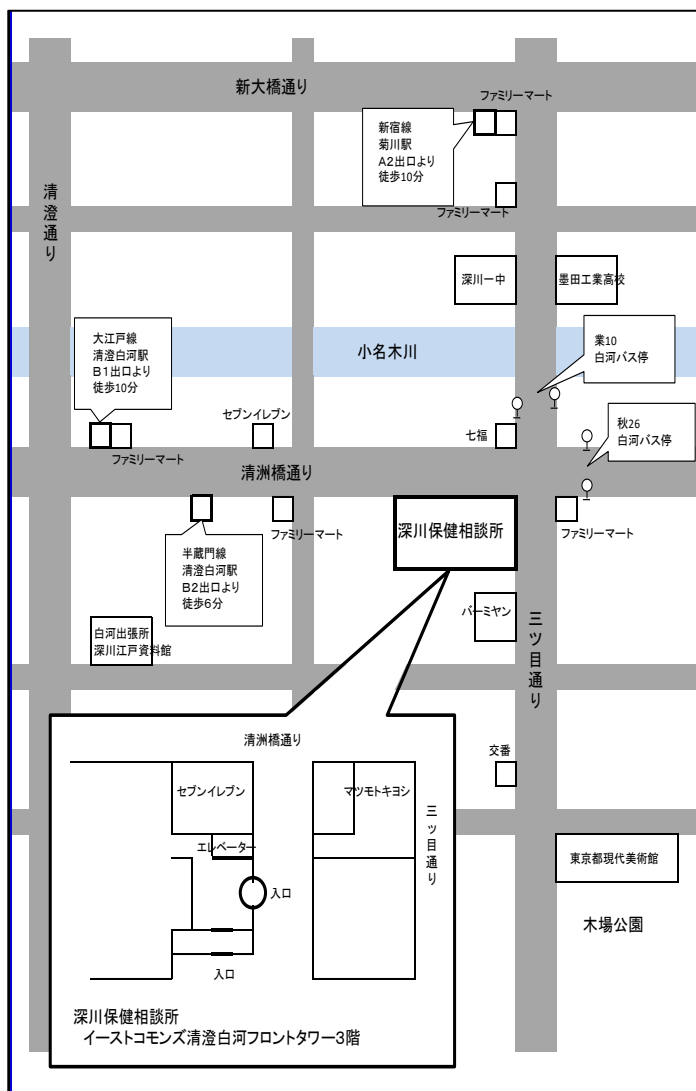 新大橋通り
ファミリーマート
新宿線
菊川駅
A2出口より
徒歩10分
清澄通り
ファミリーマート
深川一中
墨田工業高校
大江戸線
清澄白河駅
B1出口より
徒歩10分
小名木川
業10
白河バス停
セブンイレブン
七福
秋26
白河バス停
ファミリーマート
清洲橋通り
半蔵門線
清澄白河駅
B2出口より
徒歩6分
ファミリーマート
深川保健相談所
ファミリーマート
バーミヤン
三ツ目通り
白河出張所
深川江戸資料館
交番
東京都現代美術館
木場公園
清洲橋通り
セブンイレブン
マツモトキヨシ
三ッ目通り
エレベーター
入口
入口
深川保健相談所
イーストコモンズ清澄白河フロントタワー3階